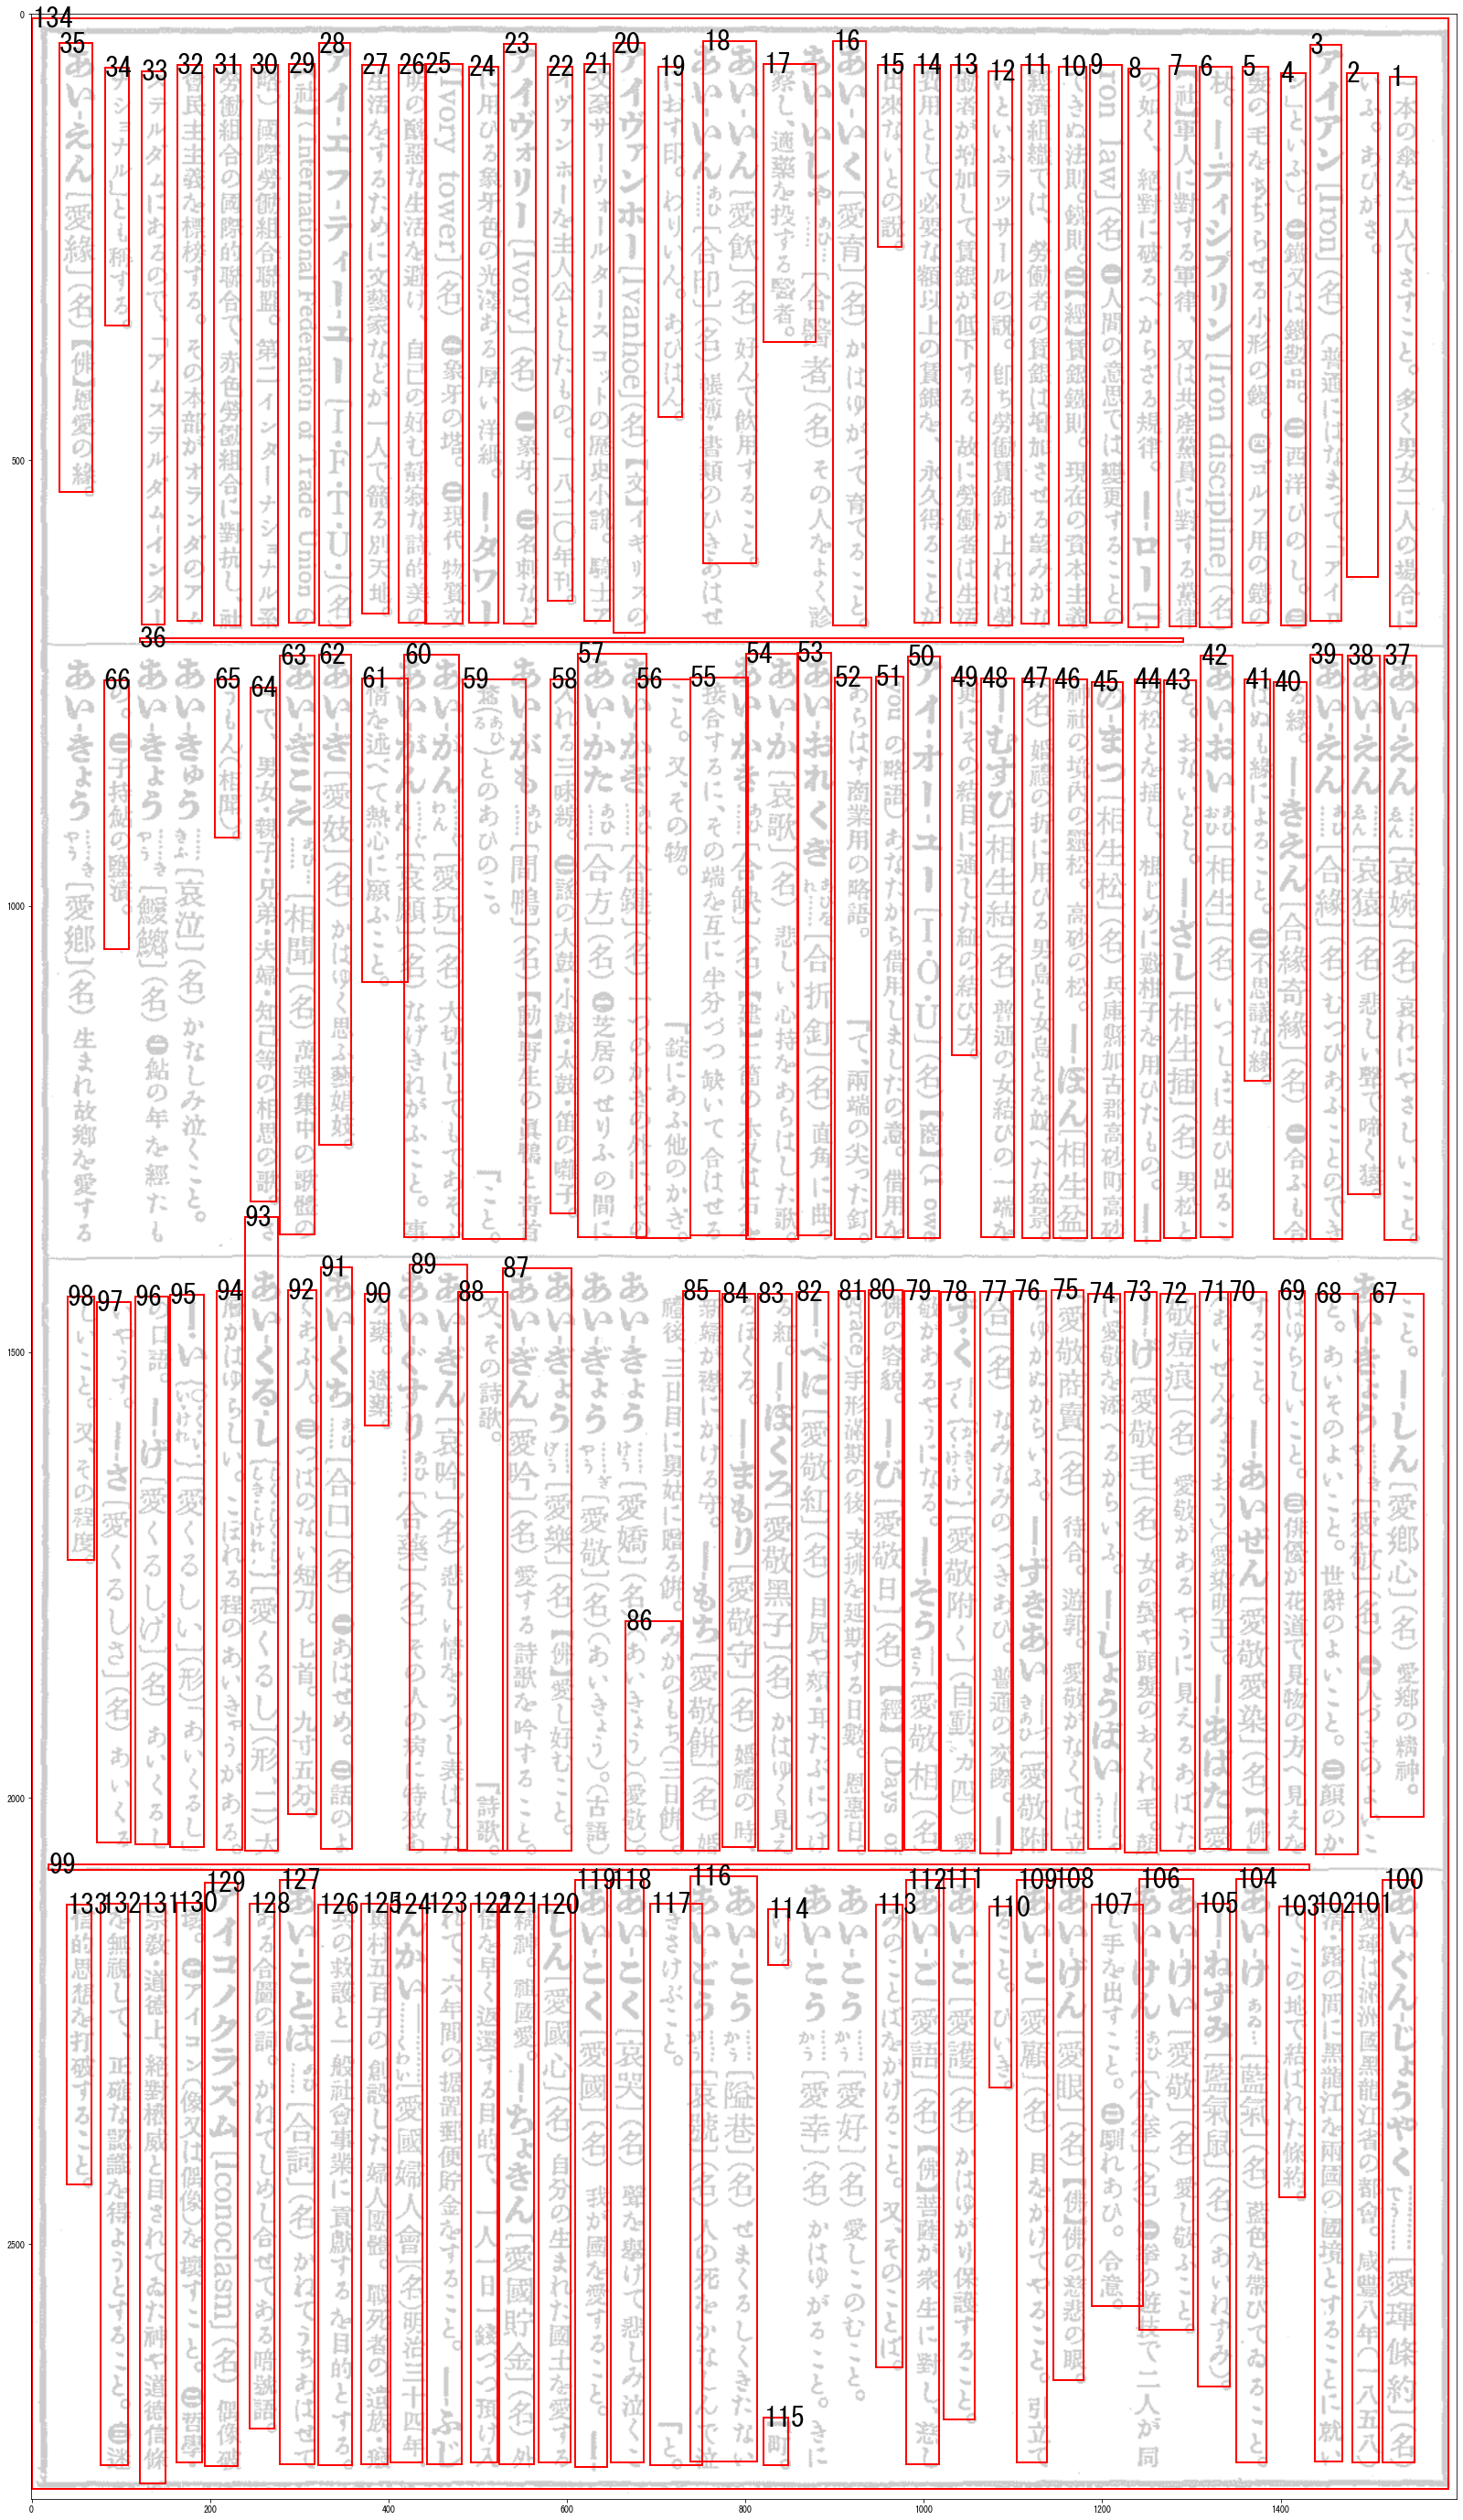 一本の傘を二人でさすこと。多く男女二人の場合に
いふ。あひがさ。
アイアン[Iron](名)(普通にはなまって、アイロ
ン」といふ)。㊀鐵又は鐵製品。㊁西洋ひのし。㊂
髮の毛をちぢらせる小形の鏝。㊃ゴルフ用の鐵の
杖。——ディシプリン[Iron discipline](名)
【社】軍人に對する軍律、又は共産黨員に對する黨律
の如く、絕對に破るべからざる規律。——ロー[I-
ron law](名)㊀人間の意思では變更することの
できぬ法則。鐵則。㊁【經】賃銀鐵則。現在の資本主義
經濟組織では、勞働者の賃銀は增加させる望みがな
いといふラッサールの說。卽ち勞働賃銀が上れば勞
働者が增加して賃銀が低下する。故に勞働者は生活
費用として必要な額以上の賃銀を、永久得ることが
出來ないとの說。
あい-いく[愛育](名)かはゆがって育てること
あい-いしゃ[合醫者](名)その人をよく診
察し、適藥を投ずる醫者。
あい-いん[愛飮](名)好んで飮用すること。
あい-いん[合印](名)帳簿・書類のひきあはせ
におす印。わりいん。あひはん。
アイヴァンホー[Ivanhoe](名)【文】イギリスの
文豪サー・ウォルター・スコットの歷史小說。騎士ア
イヴァンホーを主人公としたもの。一八二〇年刊。
アイヴォリー[Ivory](名)㊀象牙。㊁名刺など
に用ひる象牙色の光澤ある厚い洋紙。——タワー
[Ivory tower](名)㊀象牙の塔。㊁現代物質文
明の醜惡な生活を避け、自己の好む靜寂な詩的美の
生活をするために文藝家などが一人で籠る別天地。
アイ-エフ-ティー-ユー[I・F・T・U・](名)
【社】(International Federation of Trade Union の
略)國際勞働組合聯盟。第二インターナショナル系
勞働組合の國際的聯合で、赤色勞働組合に對抗し、社
會民主主義を標榜する。その本部がオランダのア
ムステルダムにあるので、「アムステルダム・インター
ナショナル」とも稱する。
あい-えん[愛緣](名)【佛】恩愛の緣。
あい-えん[哀婉](名)哀れにやさしいこと。
あい-えん[哀猿](名)悲しい聲で啼く猿。
あい-えん[合緣](名)むつびあふことのでき
る緣。——きえん[合緣奇緣](名)㊀合ふも合
はぬも緣によること。㊁不思議な緣。
あい-おい[相生](名)いっしょに生ひ出るこ
と。おないどし。——さし[相生插](名)男松と
女松とを插し、根じめに藪柑子を用ひたもの。——
の-まつ[相生松](名)兵庫縣加古郡高砂町高砂
神社の境內の靈松。高砂の松。——ぼん[相生盆]
(名)婚禮の折に用ひる男島と女島とを放つた盆景
——むすび[相生結](名)普通の女結びの一端を
更にその結目に通した紐の結び方。
アイ-オー-ユー[I・O・U](名)【商】(I owe
you の略語)あなたから借用しましたの意。借用を
あらはす商業用の略語。
あい-おれくぎ[合折釘](名)直角に曲つ
て、兩端の尖つた釘。
あい-か[哀歌](名)悲しい心持をあらはした歌。
あい-かき[合缺](名)
接合するに、その端を互に半分づつ缺いて合はせる
こと。又、その物。
あい-かぎ[合鍵](名)一つのかぎの外に、その
錠にあふ他のかぎ。
あい-かた[合方](名)㊀芝居のせりふの間に
入れる三味線。㊁謠の大鼓・小鼓・太鼓・笛の囃子。
あい-がも[間鴨](名)【動】野生の眞鴨と靑首
とのあひのこ。
あい-がん[愛玩](名)大切にしてもてあそ
ぶこと。
あい-がん[哀願](名)なげきねがふこと。事
情を述べて熱心に願ふこと。
あい-ぎ[愛妓](名)かはゆく思ふ藝娼妓。
あい-ぎこえ[相聞](名)萬葉集中の歌體の
一で、男女・親子・兄弟・夫婦・知己等の相思の歌
さうもん(相聞)。
あい-きゅう[哀泣](名)かなしみ泣くこと。
あい-きょう[鰀鰷](名)㊀鮎の年を經たも
の。㊁子持鮎の鹽漬。
あい-きょう[愛鄕](名)生まれ故鄕を愛する
こと。——しん[愛鄕心](名)愛鄕の精神。
あい-きょう[愛敬](名)㊀人づきのよい
こと。あいそのよいこと。世辭のよいこと。㊁顏のか
はゆらしいこと。㊂俳優が花道で見物の方へ見え
ること。——あいぜん[愛敬愛染](名)【佛】
(あいぜんみょうおう)(愛染明王)。——あばた[愛
敬痘痕](名)愛敬があるやうに見えるあばた
——げ[愛敬毛](名)女の鬢や頭髮のおくれ毛。顏
に愛敬を添へるからいふ。——しょうばい
[愛敬商賣](名)待合。遊郭。愛敬がなくては立
ちゆかぬからいふ。——ずきあい[愛敬附
合](名)なみなみのつきあひ。普通の交際。——
ず・く[愛敬附く](自動、カ四)愛
敬があるやうになる。——そう[愛敬相](名)
佛の容貌。——び[愛敬日](名)【經】(Days of
grace)手形滿期の後、支拂を延期する日數。恩惠日
——べに[愛敬紅](名)目尻や頰・耳たぶにつけ
る紅。——ぼくろ[愛敬黑子](名)かはゆく見え
るほくろ。——まもり[愛敬守](名)婚禮の時
新婦が襟にかける守。——もち[愛敬餅](名)婚
禮後、三日目に舅姑に贈る餠。みかのもち(三日餠)
あい-ぎょう[愛嬌](名)(あいきょう)(愛敬)。
あい-ぎょう[愛敬](名)(あいきょう)。(古語)
あい-ぎょう[愛樂](名)【佛】愛し好むこと。
あい-ぎん[愛吟](名)愛する詩歌を吟ずること。
又、その詩歌。
あい-ぎん[哀吟](名)悲しい情をうつし表はした
詩歌。
あい-ぐすり[合藥](名)その人の病に特效の
ある藥。適藥
あい-くち[合口](名)㊀あはせめ。㊁話のよ
くあふ人。㊂つばのない短刀。匕首。九寸五分
あい-くるし[愛くるし](形、二)大
層かはゆらしい。こぼれる程のあいきゃうがある。
——い[愛くるしい](形)「あいくるし」
の口語。——げ[愛くるしげ](名)あいくるし
いやうす。——さ[愛くるしさ](名)あいくる
しいこと。又、その程度。
あいぐん-じょうやく[愛琿條約](名)
愛琿は滿洲國黑龍江省の都會。咸豐八年(一八五八)
淸・露の間に黑龍江を兩國の國境とすることに就い
て、この地で結ばれた條約。
あい-け[藍氣](名)藍色を帶びてゐること。
——ねずみ[藍氣鼠](名)(あいねずみ)。
あい-けい[愛敬](名)愛し敬ふこと。
あい-けん[合拳](名)㊀拳の遊技で二人が同
じ手を出すこと。㊁馴れあひ。合意。
あい-げん[愛眼](名)【佛】佛の慈悲の眼。
あい-こ[愛顧](名)目をかけてやること。引立て
ること。ひいき。
あい-こ[愛護](名)かはゆがり保護すること
あい-ご[愛語](名)【佛】菩薩が衆生に對し、慈
愛のことばをかけること。又、そのことば。
あい-こう[愛好](名)愛しこのむこと。
あい-こう[愛幸](名)かはゆがること。きに
いり。
あい-ごう[隘巷](名)せまくるしくきたない
町。
あい-ごう[哀號](名)人の死をかなしんで泣
きさけぶこと。
あい-こく[哀哭](名)聲を擧げて悲しみ泣くこ
と。
あい-こく[愛國](名)我が國を愛すること。——
しん[愛國心](名)自分の生まれた國土を愛する
精神。祖國愛。——ちょきん[愛國貯金](名)外
債を早く返還する目的で、一人一日一錢づつ預け入
れて、六年間の据置郵便貯金をすること。——ふじ
んかい[愛國婦人會](名)明治三十四年
奧村五百子の創設した婦人團體。戰死者の遺族・癈
兵の救護と一般社會事業に貢獻するを目的とする。
あい-ことば[合詞](名)かねてうちあは
せある合圖の詞。かねてしめし合せてある暗號語。
アイコノクラズム[Iconoclasm](名)偶像破
壞。㊀アイコン(像又は偶像)を壞すこと。㊁哲學・
宗敎・道德上、絕對權威と目されてゐた神や道德信條
を無視して、正確な認識を得ようとすること。㊂迷
信的思想を打破すること。